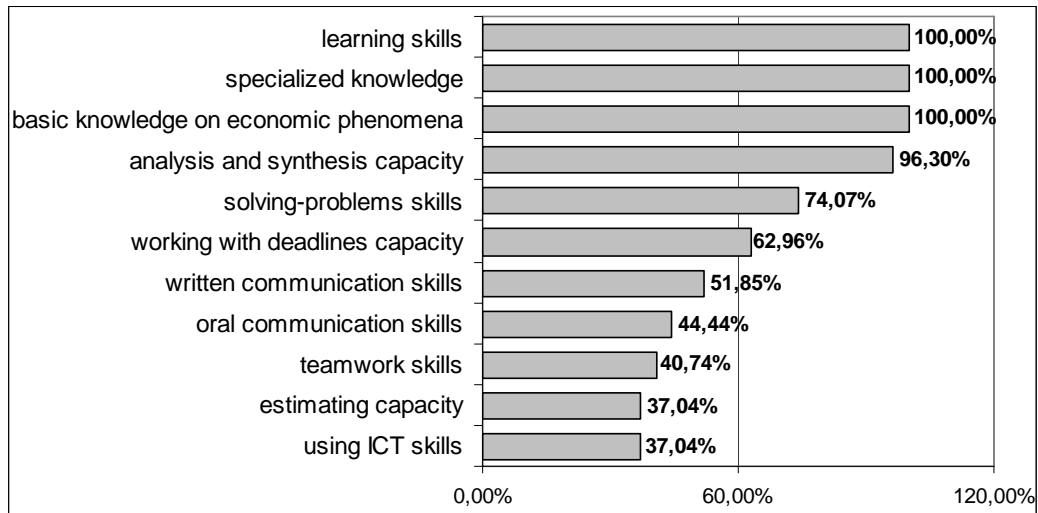 learning skills 100,00%
specialized knowledge 100,00%
basic knowledge on economic phenomena 100,00%
analysis and synthesis capacity 96,30%
solving-problems skills 74,07%
working with deadlines capacity 62,96%
written communication skills 51,85%
oral communication skills 44,44%
teamwork skills 40,74%
estimating capacity 37,04%
using ICT skills 37,04%
0,00% 60,00% 120,00%